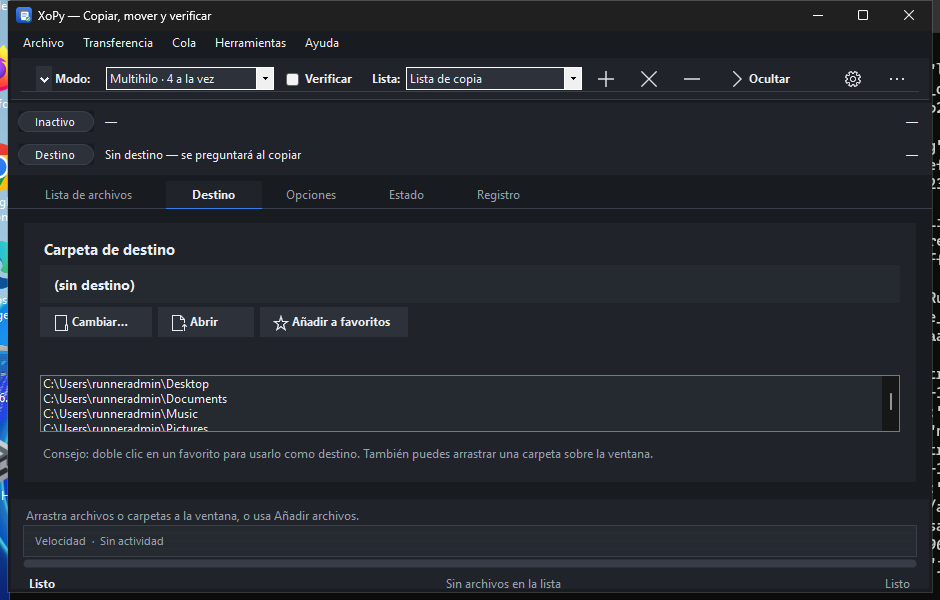 XoPy — Copiar, mover y verificar
Archivo Transferencia Cola Herramientas Ayuda
Modo: Multihilo · 4 a la vez Verificar Lista: Lista de copia Ocultar
Inactivo —
Destino Sin destino — se preguntará al copiar
Lista de archivos Destino Opciones Estado Registro
Carpeta de destino
(sin destino)
Cambiar... Abrir Añadir a favoritos
C:\Users\runneradmin\Desktop
C:\Users\runneradmin\Documents
C:\Users\runneradmin\Music
C:\Users\runneradmin\Pictures
Consejo: doble clic en un favorito para usarlo como destino. También puedes arrastrar una carpeta sobre la ventana.
Arrastra archivos o carpetas a la ventana, o usa Añadir archivos.
Velocidad · Sin actividad
Listo Sin archivos en la lista Listo